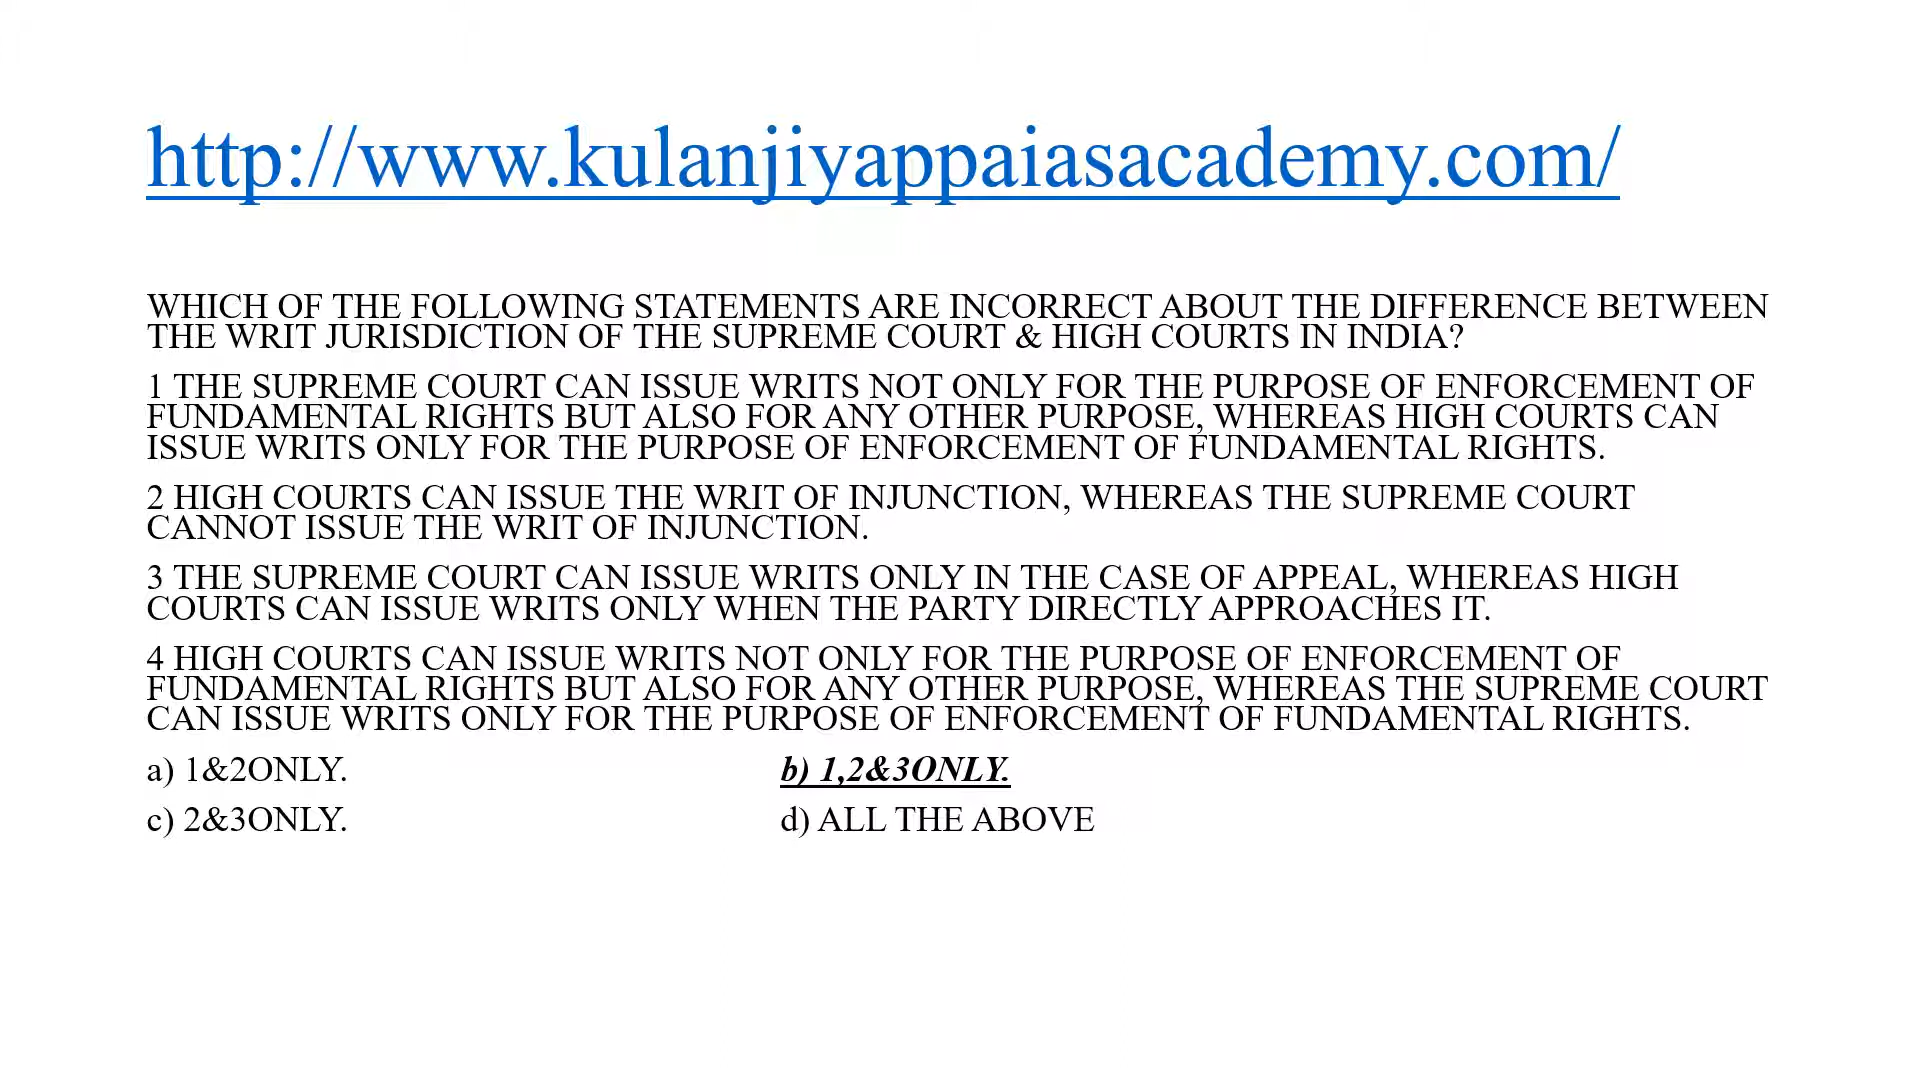 http://www.kulanjiyappaiasacademy.com/
WHICH OF THE FOLLOWING STATEMENTS ARE INCORRECT ABOUT THE DIFFERENCE BETWEEN
THE WRIT JURISDICTION OF THE SUPREME COURT & HIGH COURTS IN INDIA?
1 THE SUPREME COURT CAN ISSUE WRITS NOT ONLY FOR THE PURPOSE OF ENFORCEMENT OF
FUNDAMENTAL RIGHTS BUT ALSO FOR ANY OTHER PURPOSE, WHEREAS HIGH COURTS CAN
ISSUE WRITS ONLY FOR THE PURPOSE OF ENFORCEMENT OF FUNDAMENTAL RIGHTS.
2 HIGH COURTS CAN ISSUE THE WRIT OF INJUNCTION, WHEREAS THE SUPREME COURT
CANNOT ISSUE THE WRIT OF INJUNCTION.
3 THE SUPREME COURT CAN ISSUE WRITS ONLY IN THE CASE OF APPEAL, WHEREAS HIGH
COURTS CAN ISSUE WRITS ONLY WHEN THE PARTY DIRECTLY APPROACHES IT.
4 HIGH COURTS CAN ISSUE WRITS NOT ONLY FOR THE PURPOSE OF ENFORCEMENT OF
FUNDAMENTAL RIGHTS BUT ALSO FOR ANY OTHER PURPOSE, WHEREAS THE SUPREME COURT
CAN ISSUE WRITS ONLY FOR THE PURPOSE OF ENFORCEMENT OF FUNDAMENTAL RIGHTS.
a) 1&2ONLY. b) 1,2&3ONLY.
c) 2&3ONLY. d) ALL THE ABOVE